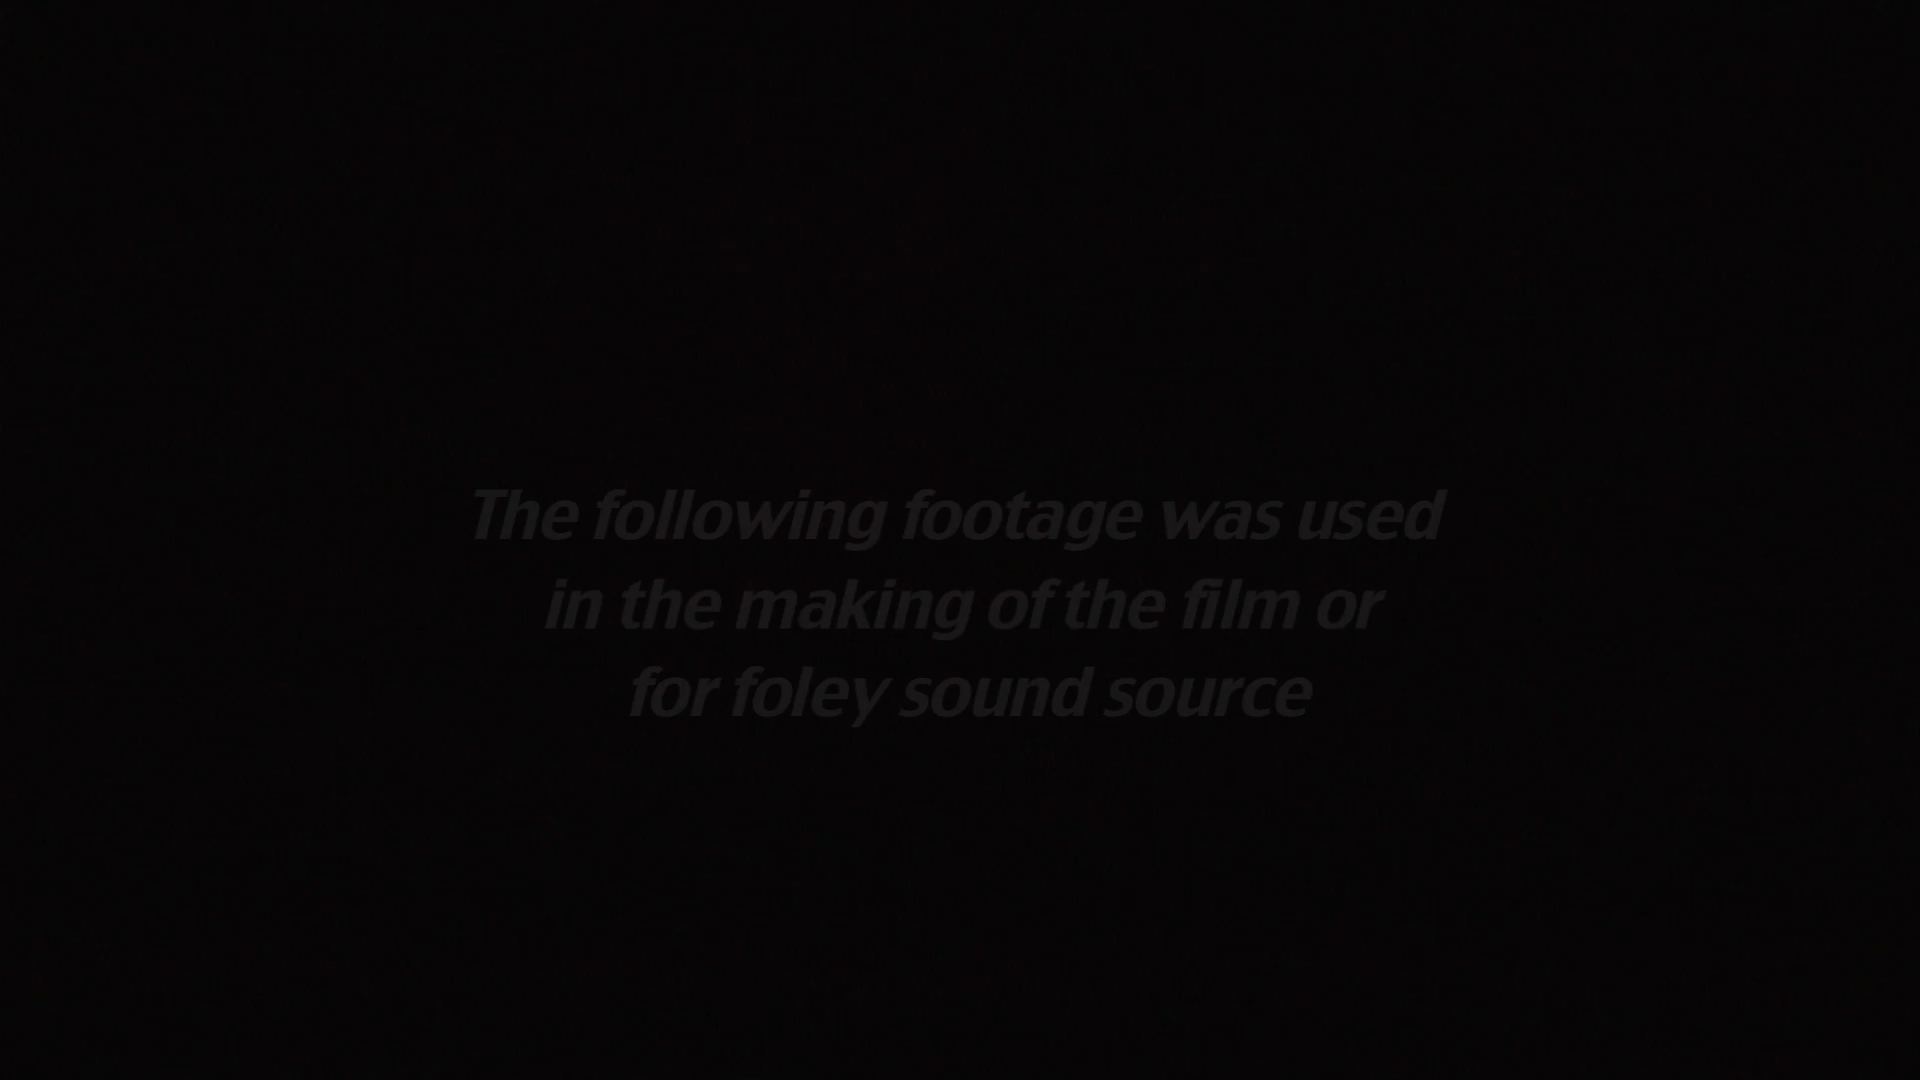 The following footage was used
in the making of the film or
for foley sound source